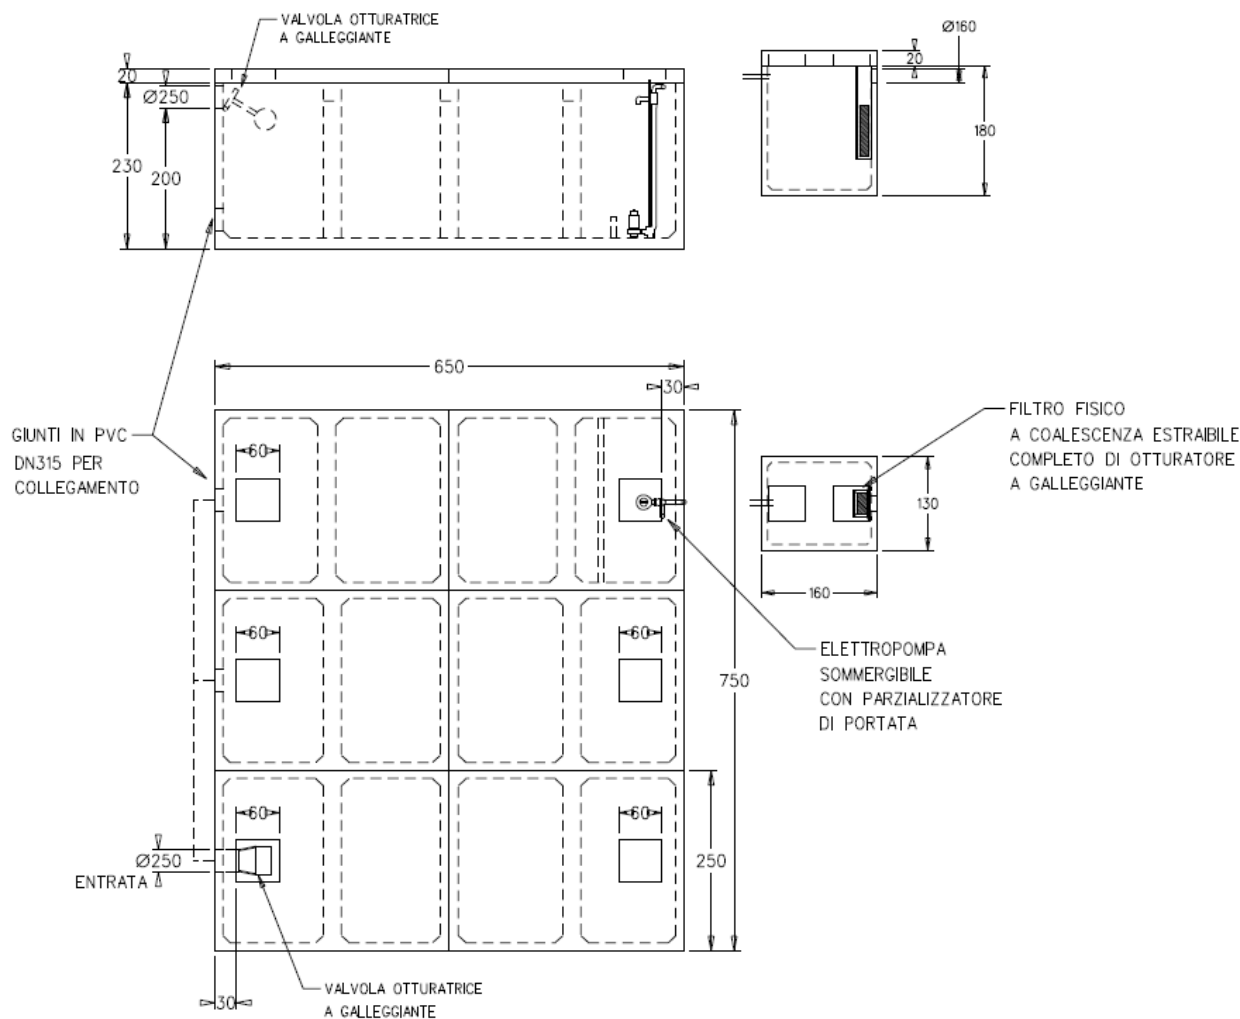 VALVOLA OTTURATRICE
A GALLEGGIANTE
20
Ø250
230
200
Ø160
20
180
650
30
GIUNTI IN PVC
DN315 PER
COLLEGAMENTO
60
FILTRO FISICO
A COALESCENZA ESTRAIBILE
COMPLETO DI OTTURATORE
A GALLEGGIANTE
130
160
60
60
750
ELETTROPOMPA
SOMMERGIBILE
CON PARZIALIZZATORE
DI PORTATA
60
60
Ø250
ENTRATA
250
30
VALVOLA OTTURATRICE
A GALLEGGIANTE